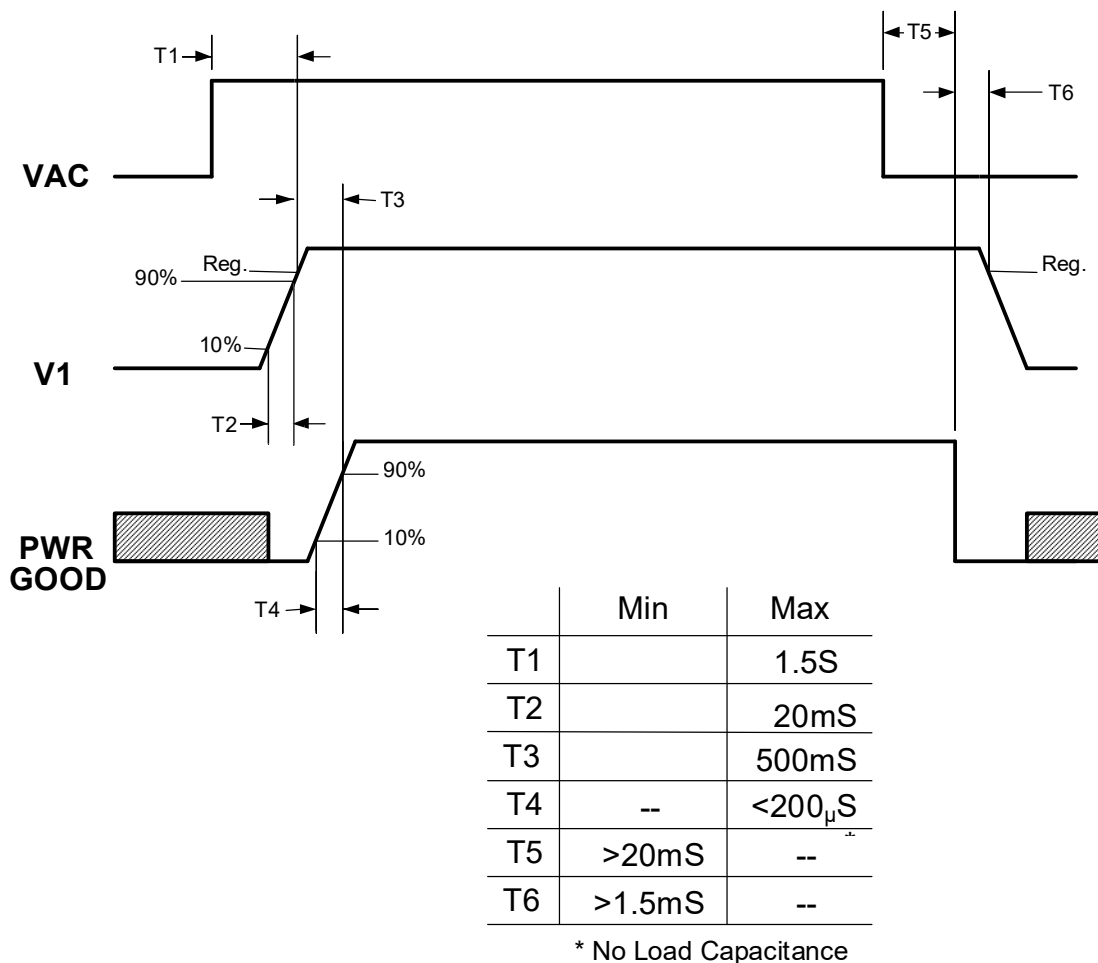 T1
T5
T6
VAC
T3
Reg.
90%
Reg.
10%
V1
T2
90%
10%
PWR
GOOD
T4
Min Max
T1 1.5S
T2 20mS
T3 500mS
T4 -- <200µS
*
T5 >20mS --
T6 >1.5mS --
* No Load Capacitance